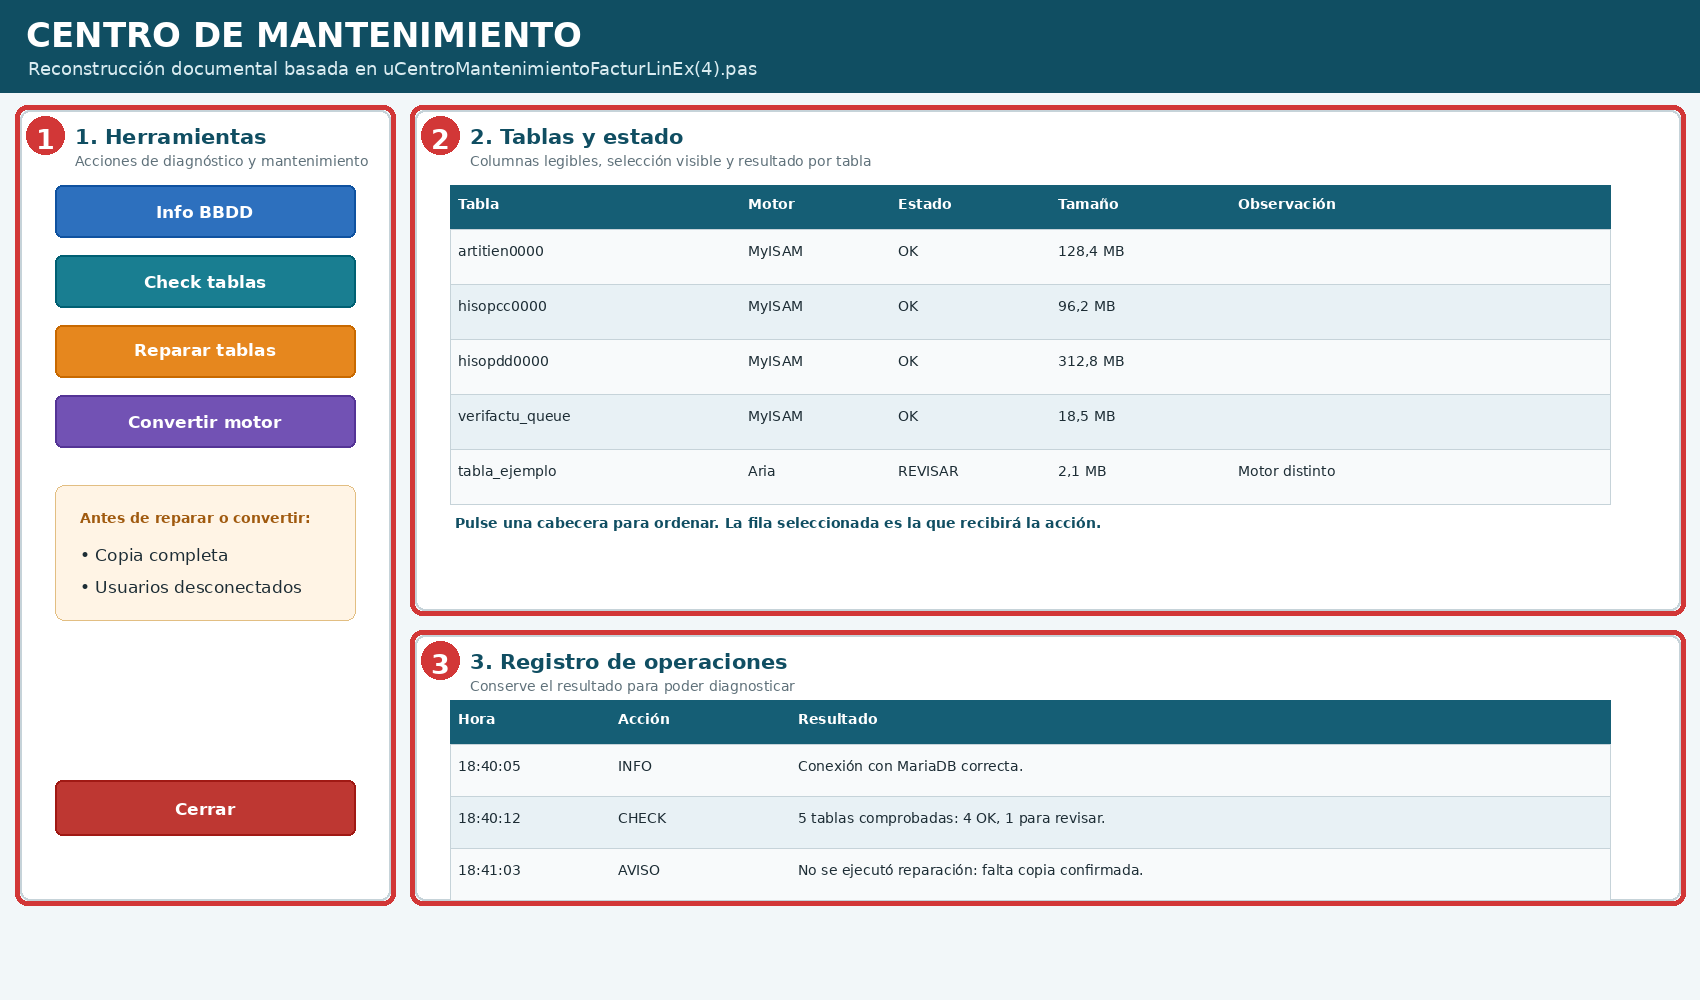 CENTRO DE MANTENIMIENTO
Reconstrucción documental basada en uCentroMantenimientoFacturLinEx(4).pas
1
1. Herramientas
Acciones de diagnóstico y mantenimiento
Info BBDD
Check tablas
Reparar tablas
Convertir motor
Antes de reparar o convertir:
• Copia completa
• Usuarios desconectados
Cerrar
2
2. Tablas y estado
Columnas legibles, selección visible y resultado por tabla
Tabla Motor Estado Tamaño Observación
artitien0000 MyISAM OK 128,4 MB
hisopcc0000 MyISAM OK 96,2 MB
hisopdd0000 MyISAM OK 312,8 MB
verifactu_queue MyISAM OK 18,5 MB
tabla_ejemplo Aria REVISAR 2,1 MB Motor distinto
Pulse una cabecera para ordenar. La fila seleccionada es la que recibirá la acción.
3
3. Registro de operaciones
Conserve el resultado para poder diagnosticar
Hora Acción Resultado
18:40:05 INFO Conexión con MariaDB correcta.
18:40:12 CHECK 5 tablas comprobadas: 4 OK, 1 para revisar.
18:41:03 AVISO No se ejecutó reparación: falta copia confirmada.